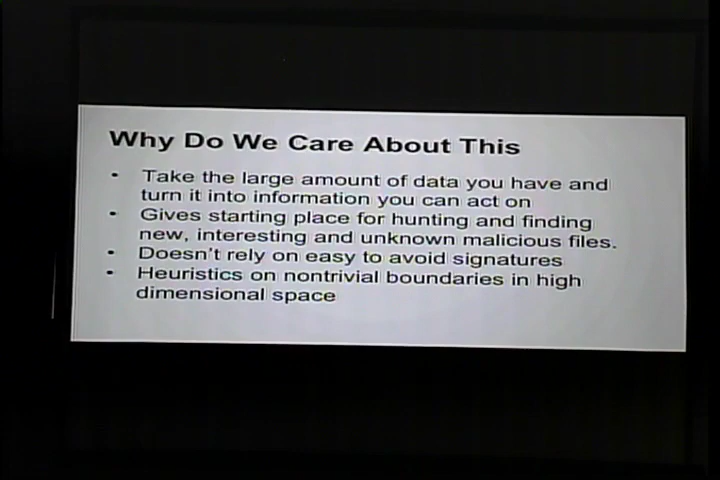 Why Do We Care About This
• Take the large amount of data you have and
turn it into information you can act on
• Gives starting place for hunting and finding
new, interesting and unknown malicious files.
• Doesn't rely on easy to avoid signatures
• Heuristics on nontrivial boundaries in high
dimensional space